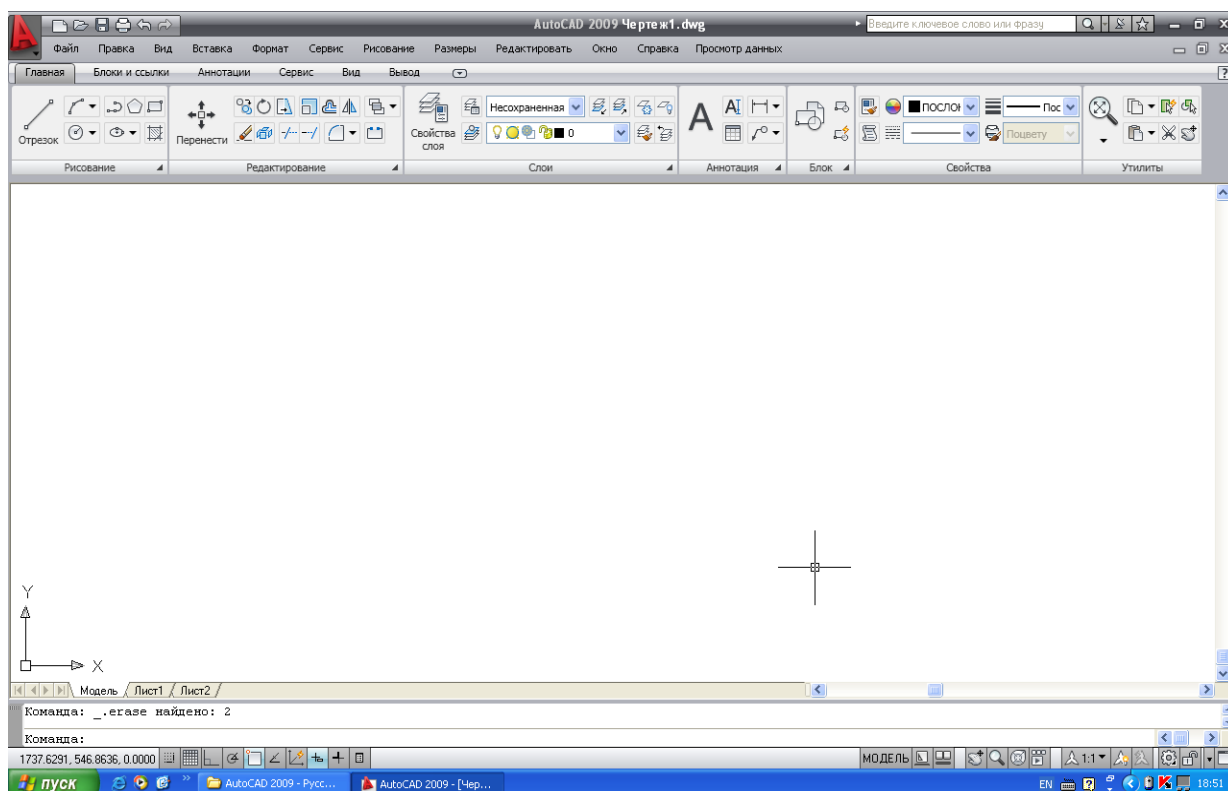 AutoCAD 2009 Чертеж1.dwg
Введите ключевое слово или фразу
Файл Правка Вид Вставка Формат Сервис Рисование Размеры Редактировать Окно Справка Просмотр данных
Главная Блоки и ссылки Аннотации Сервис Вид Вывод
Несохраненная
ПОСЛОЙ
Пос
A
AI
Отрезок
Перенести
Свойства слоя
0
Поцвету
Рисование Редактирование Слои Аннотация Блок Свойства Утилиты
Y
X
Модель Лист1 Лист2
Команда: _.erase найдено: 2
Команда:
1737.6291, 546.8636, 0.0000
МОДЕЛЬ
1:1
пуск
AutoCAD 2009 - Русс...
AutoCAD 2009 - [Чер...
EN
18:51